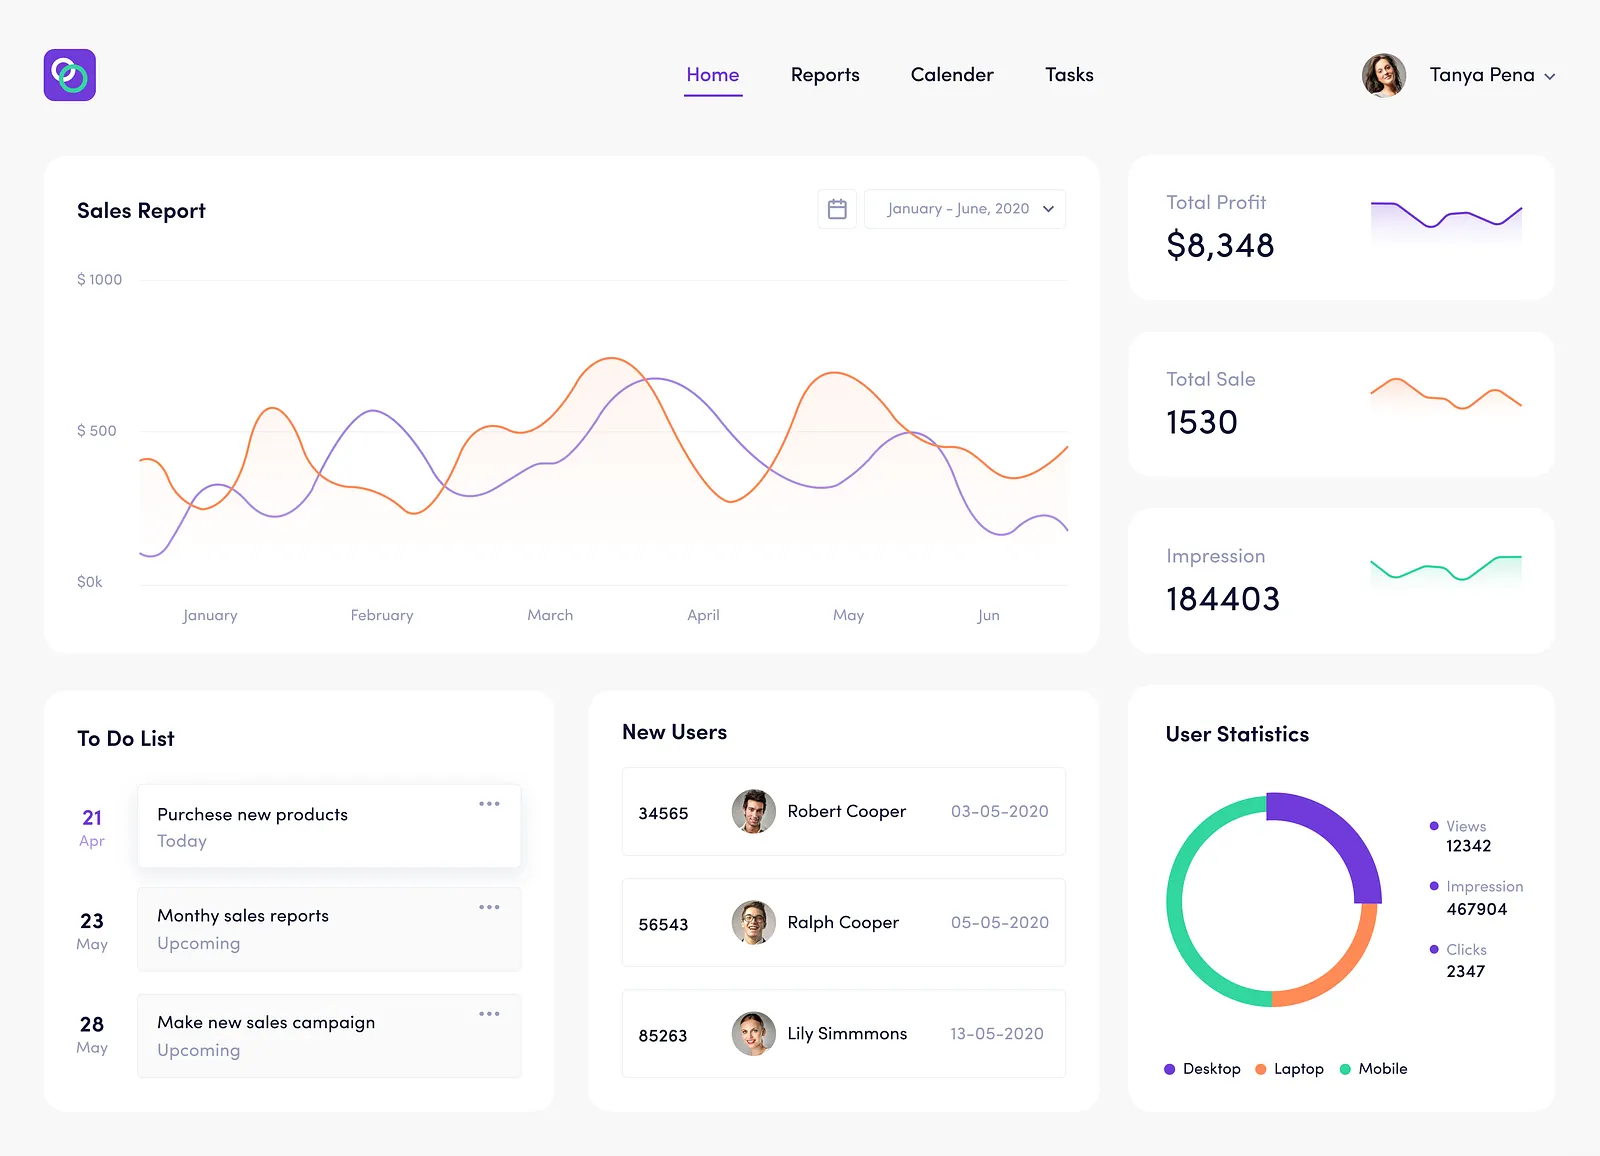 Home
Reports
Calender
Tasks
Tanya Pena
Sales Report
January - June, 2020
$ 1000
$ 500
$0k
January
February
March
April
May
Jun
Total Profit
$8,348
Total Sale
1530
Impression
184403
To Do List
21
Apr
Purchese new products
Today
23
May
Monthy sales reports
Upcoming
28
May
Make new sales campaign
Upcoming
New Users
34565
Robert Cooper
03-05-2020
56543
Ralph Cooper
05-05-2020
85263
Lily Simmmons
13-05-2020
User Statistics
Views
12342
Impression
467904
Clicks
2347
Desktop
Laptop
Mobile